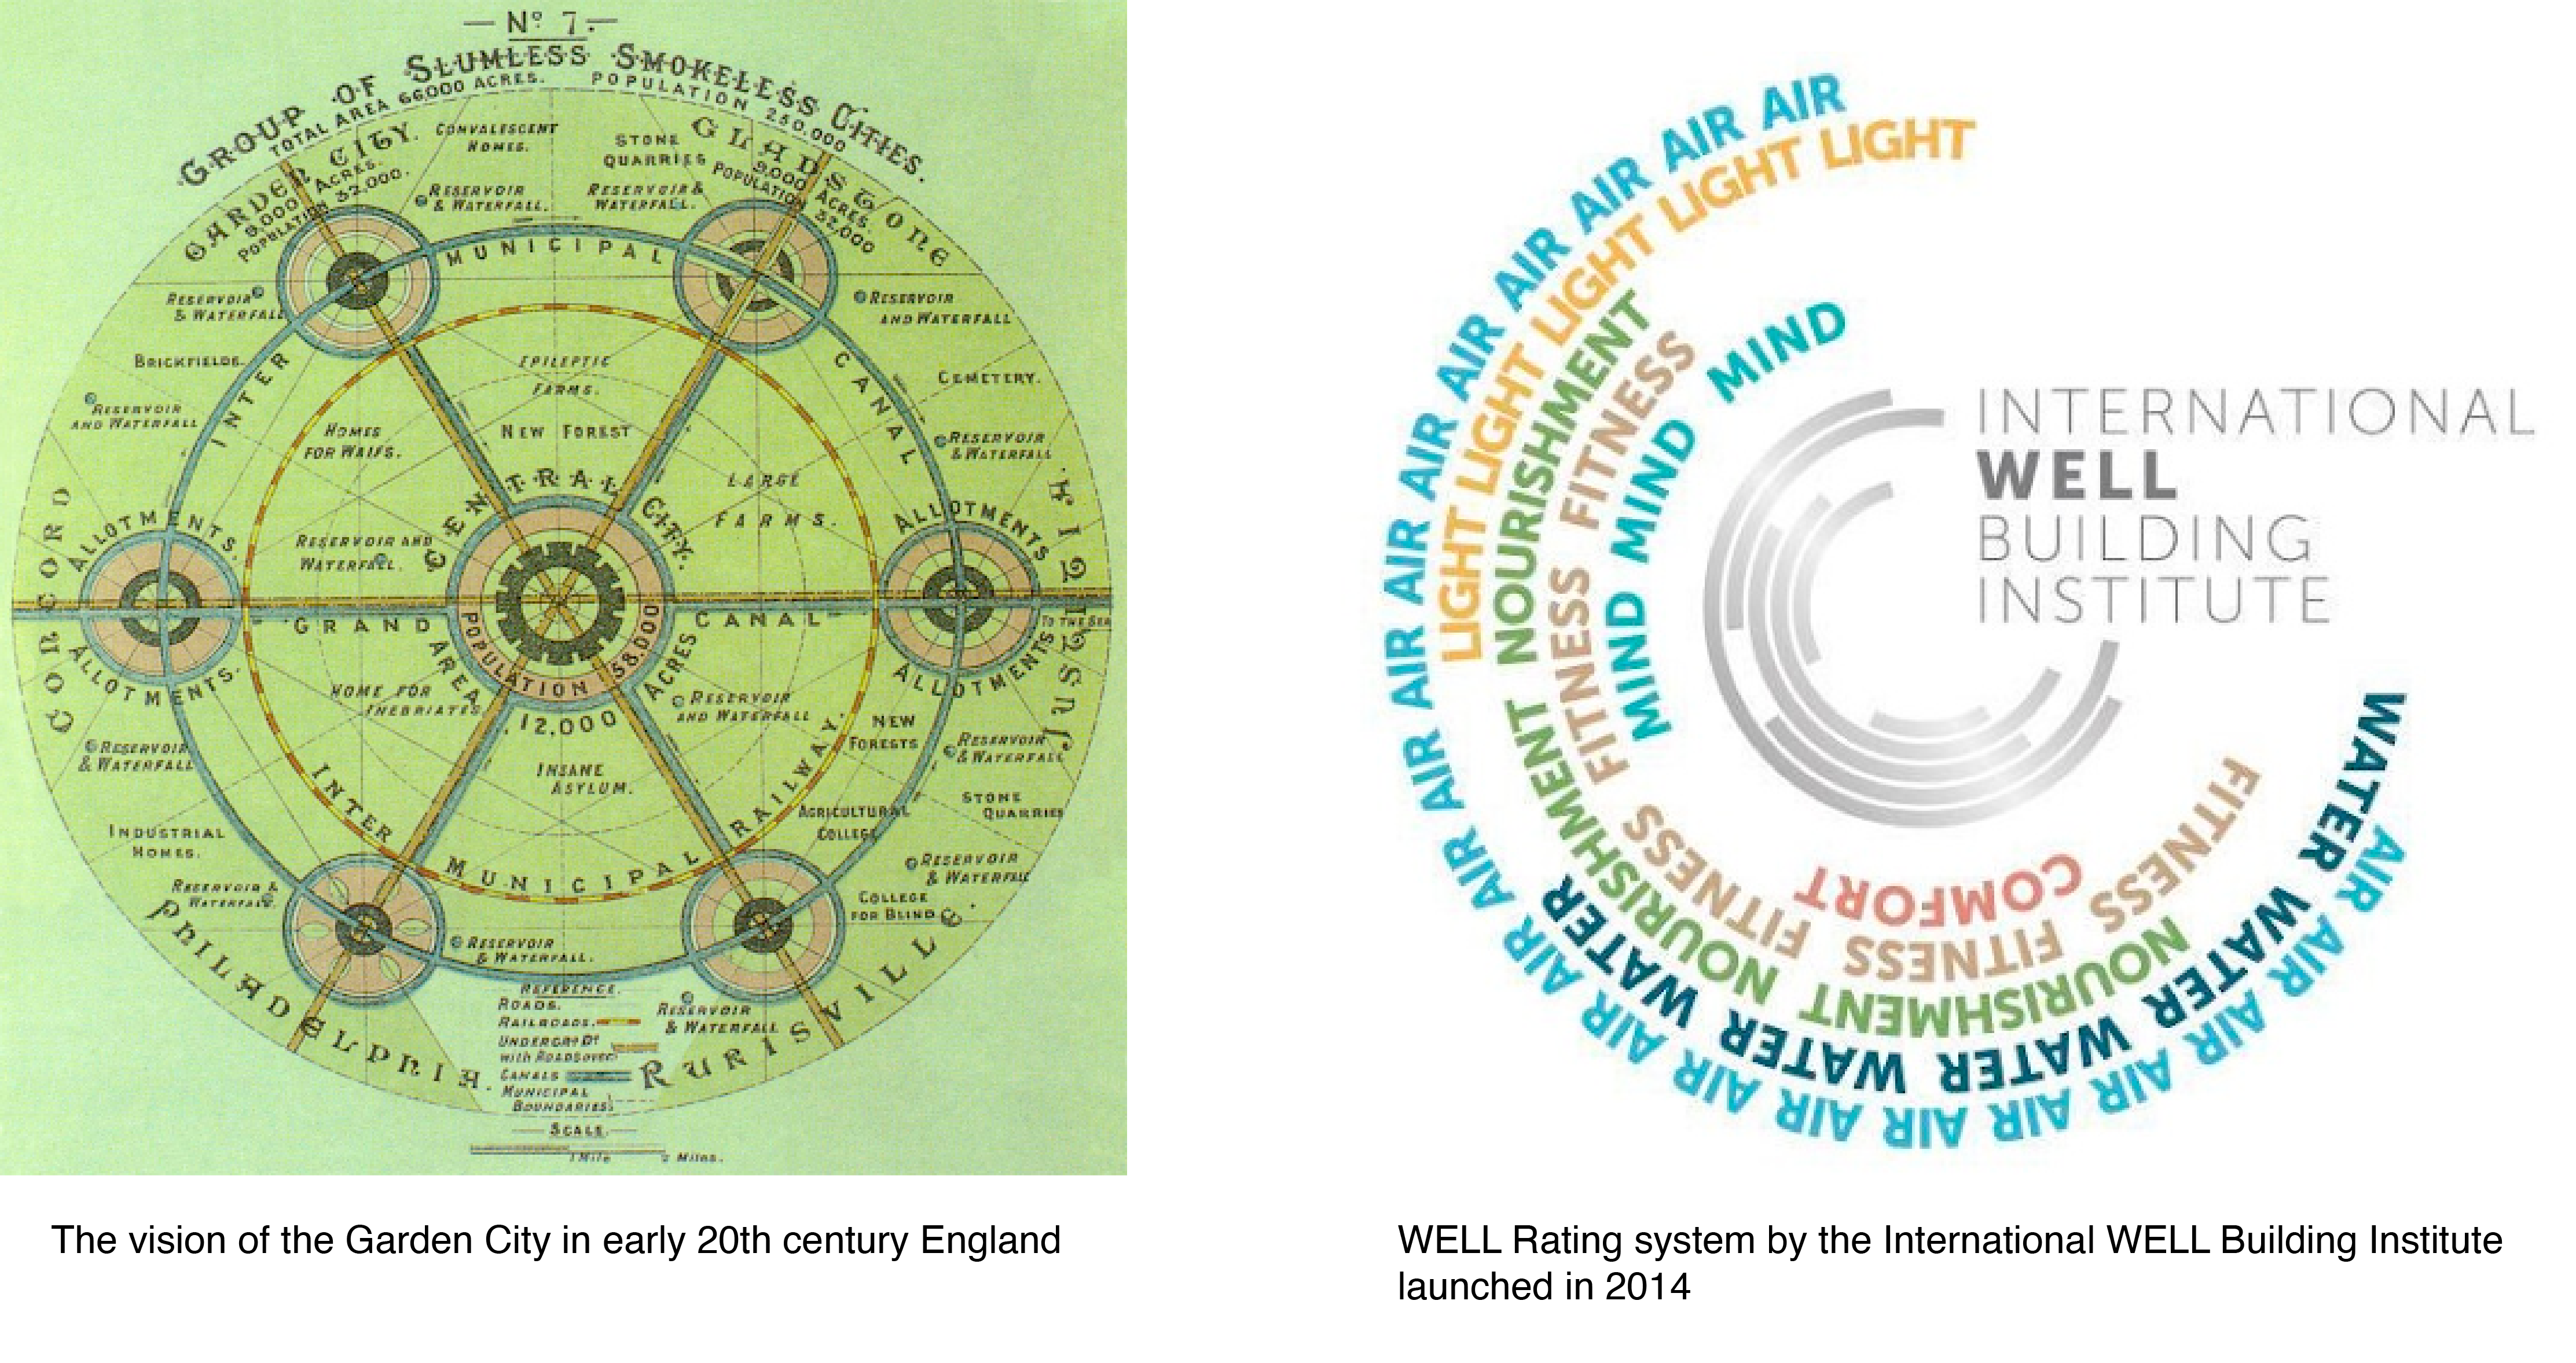 — Nº 7. —
GROUP OF SLUMLESS SMOKELESS CITIES.
TOTAL AREA 66000 ACRES. POPULATION 250,000
GARDEN CITY.
9,000 ACRES.
POPULATION 32,000.
CONVALESCENT
HOMES.
STONE
QUARRIES
GLADSTONE
9,000 ACRES.
POPULATION 32,000
RESERVOIR
& WATERFALL.
RESERVOIR &
WATERFALL.
INTER MUNICIPAL CANAL
RESERVOIR
& WATERFALL
RESERVOIR
AND WATERFALL
BRICKFIELDS.
EPILEPTIC
FARMS.
CEMETERY.
RESERVOIR
AND WATERFALL
HOMES
FOR WAIFS.
NEW FOREST
RESERVOIR
& WATERFALL
LARGE
FARMS.
CENTRAL CITY.
CONCORD
ALLOTMENTS.
RESERVOIR AND
WATERFALL.
ALLOTMENTS
GRAND CANAL
TO THE SEA
POPULATION 58,000
AREA 12,000 ACRES
ALLOTMENTS.
ALLOTMENTS
HOME FOR
INEBRIATES
RESERVOIR
AND WATERFALL
NEW
FORESTS
RESERVOIR
& WATERFALL
RESERVOIR
& WATERFALL
INSANE
ASYLUM.
STONE
QUARRIES
AGRICULTURAL
COLLEGE
INTER MUNICIPAL RAILWAY.
INDUSTRIAL
HOMES.
RESERVOIR
& WATERFALL
RESERVOIR &
WATERFALL.
COLLEGE
FOR BLIND
RESERVOIR
& WATERFALL.
PHILADELPHIA.
RURISVILLE.
REFERENCE.
ROADS.
RAILROADS.
with ROADS over
CANALS
MUNICIPAL
BOUNDARIES
RESERVOIR
& WATERFALL
SCALE.
1 Mile
Miles.
AIR AIR AIR AIR AIR AIR AIR AIR AIR AIR AIR AIR AIR AIR AIR AIR AIR AIR AIR AIR AIR AIR AIR
LIGHT LIGHT LIGHT LIGHT LIGHT LIGHT
WATER WATER WATER WATER WATER WATER WATER
NOURISHMENT NOURISHMENT NOURISHMENT NOURISHMENT
FITNESS FITNESS FITNESS FITNESS FITNESS FITNESS
MIND MIND MIND MIND
COMFORT
INTERNATIONAL
WELL
BUILDING
INSTITUTE
The vision of the Garden City in early 20th century England
WELL Rating system by the International WELL Building Institute
launched in 2014